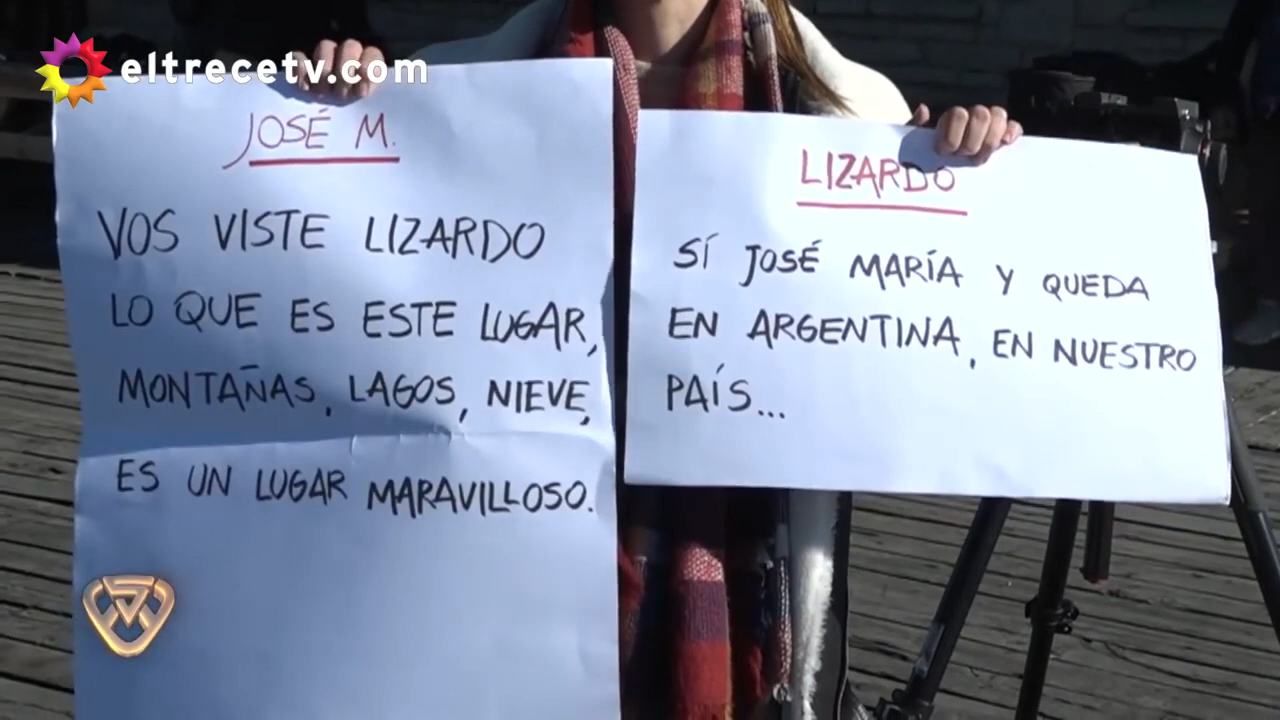 eltrecetv.com
JOSÉ M.
VOS VISTE LIZARDO
LO QUE ES ESTE LUGAR,
MONTAÑAS, LAGOS, NIEVE,
ES UN LUGAR MARAVILLOSO.
LIZARDO
SÍ JOSÉ MARÍA Y QUEDA
EN ARGENTINA, EN NUESTRO
PAÍS...